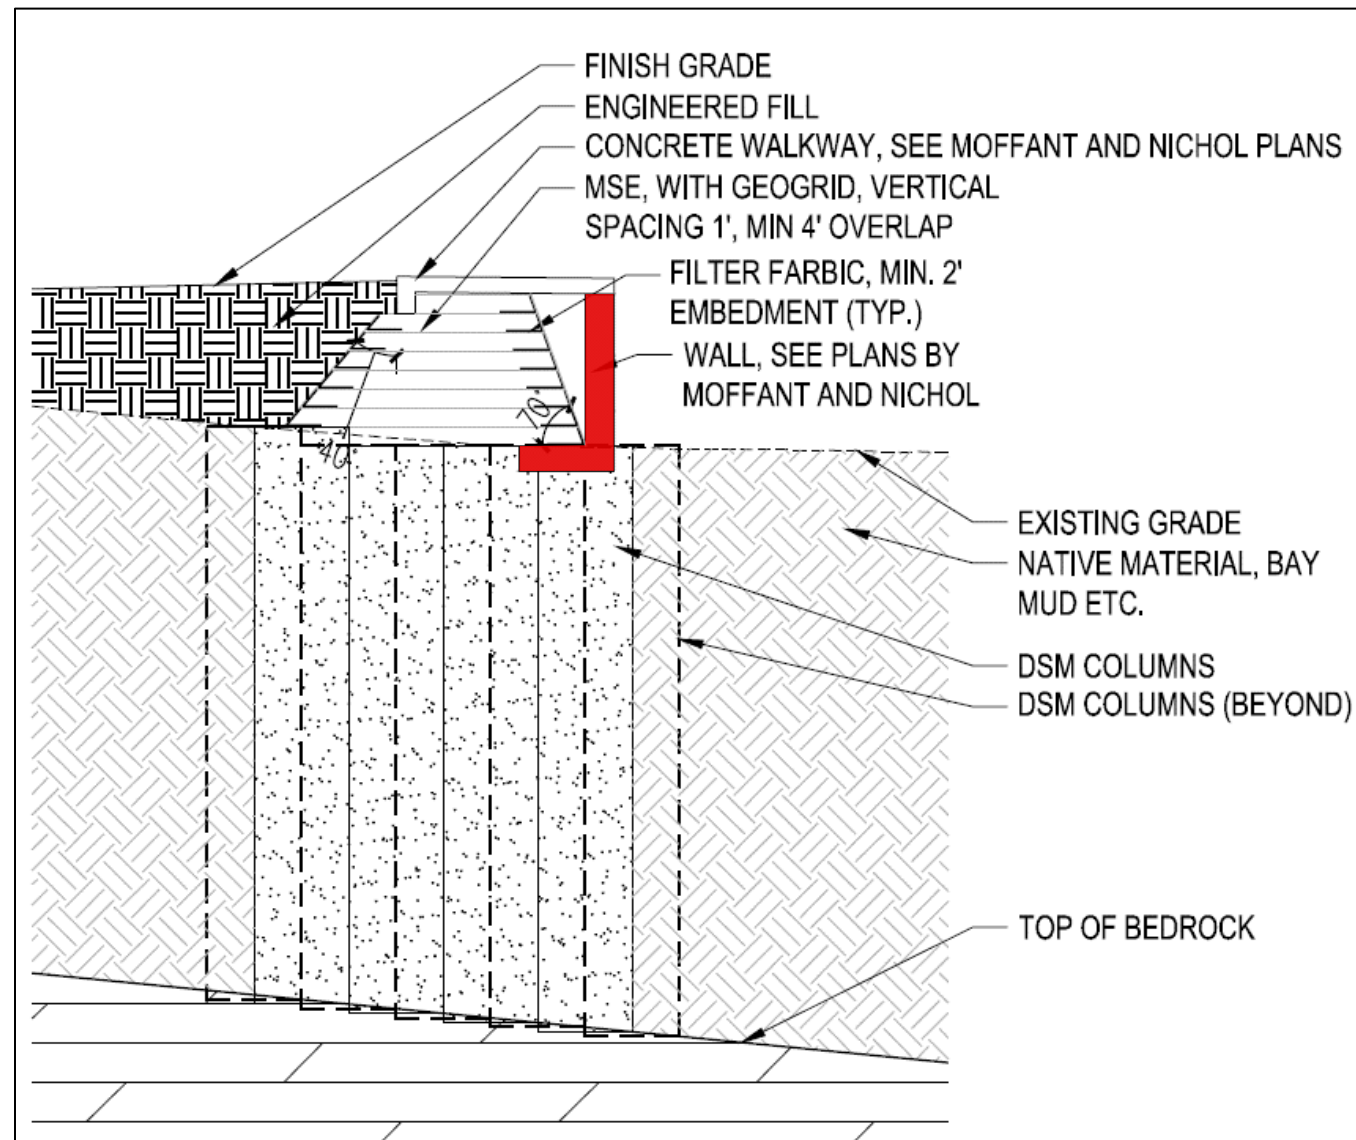 FINISH GRADE
ENGINEERED FILL
CONCRETE WALKWAY, SEE MOFFANT AND NICHOL PLANS
MSE, WITH GEOGRID, VERTICAL
SPACING 1', MIN 4' OVERLAP
FILTER FARBIC, MIN. 2'
EMBEDMENT (TYP.)
WALL, SEE PLANS BY
MOFFANT AND NICHOL
70°
40°
EXISTING GRADE
NATIVE MATERIAL, BAY
MUD ETC.
DSM COLUMNS
DSM COLUMNS (BEYOND)
TOP OF BEDROCK